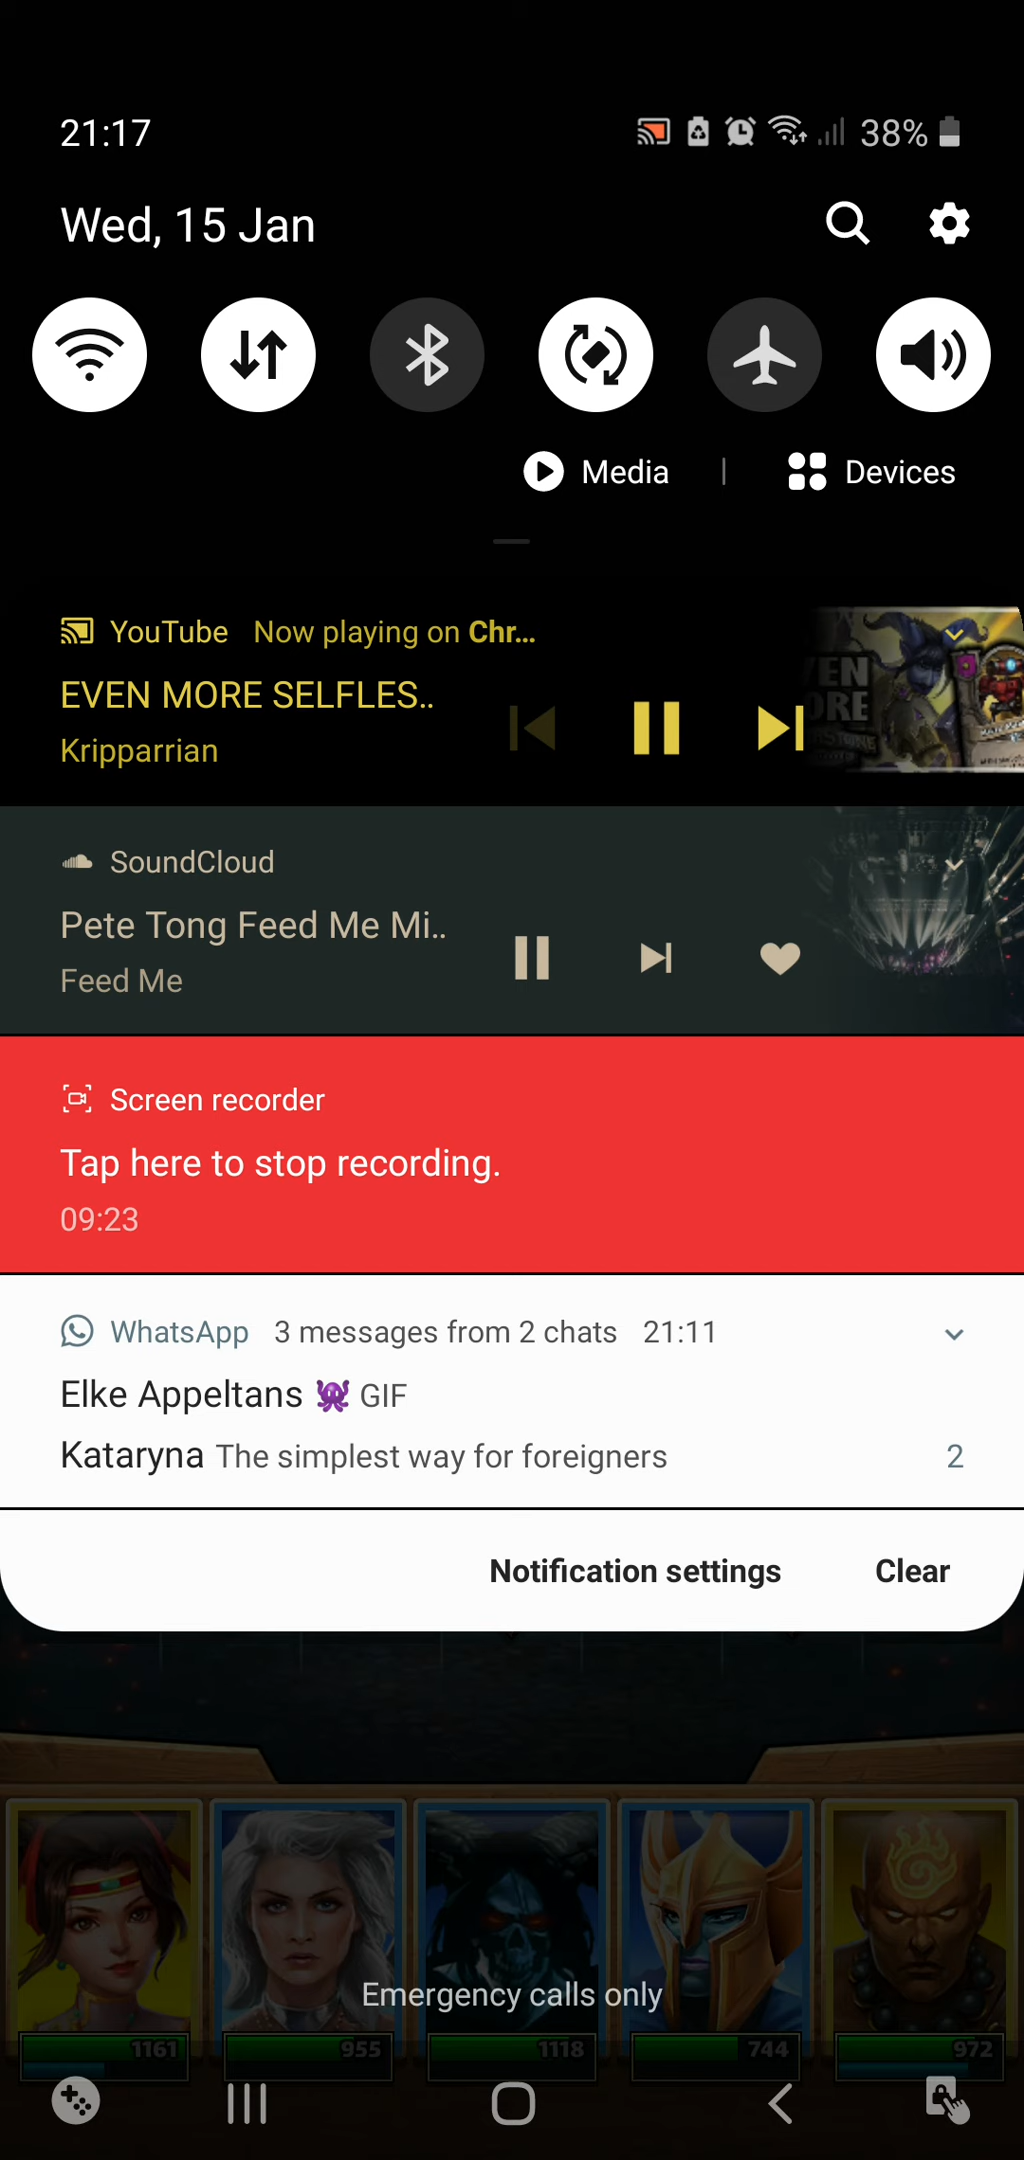 21:17 38%
Wed, 15 Jan
Media | Devices
YouTube Now playing on Chr...
EVEN MORE SELFLES..
Kripparrian
SoundCloud
Pete Tong Feed Me Mi..
Feed Me
Screen recorder
Tap here to stop recording.
09:23
WhatsApp 3 messages from 2 chats 21:11
Elke Appeltans 🐙 GIF
Kataryna The simplest way for foreigners 2
Notification settings Clear
Emergency calls only
1161 955 1118 744 972